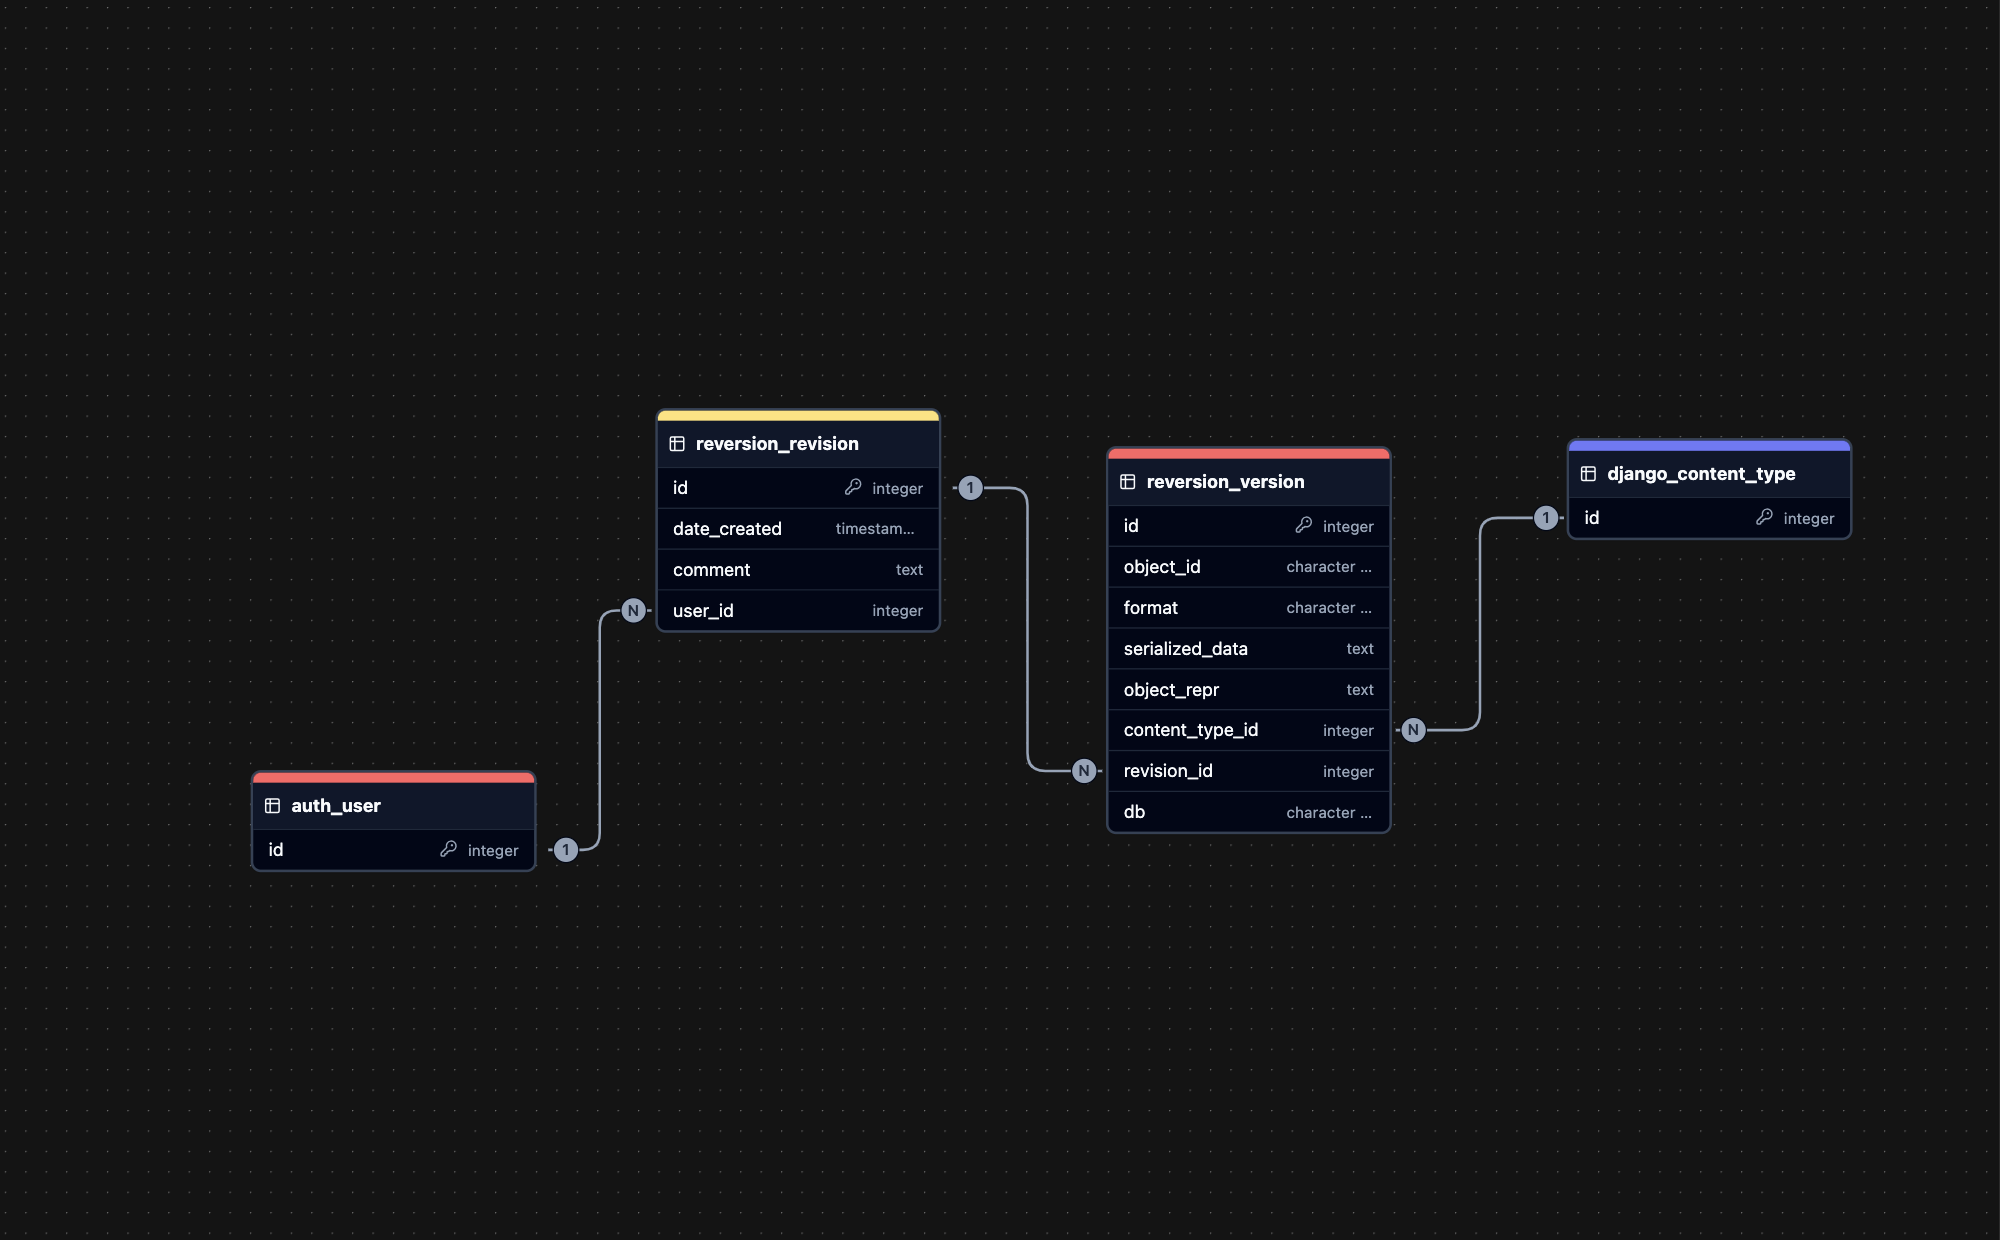 reversion_revision
id integer
date_created timestam...
comment text
user_id integer
1
N
auth_user
id integer
1
reversion_version
id integer
object_id character ...
format character ...
serialized_data text
object_repr text
content_type_id integer
revision_id integer
db character ...
N
N
django_content_type
id integer
1